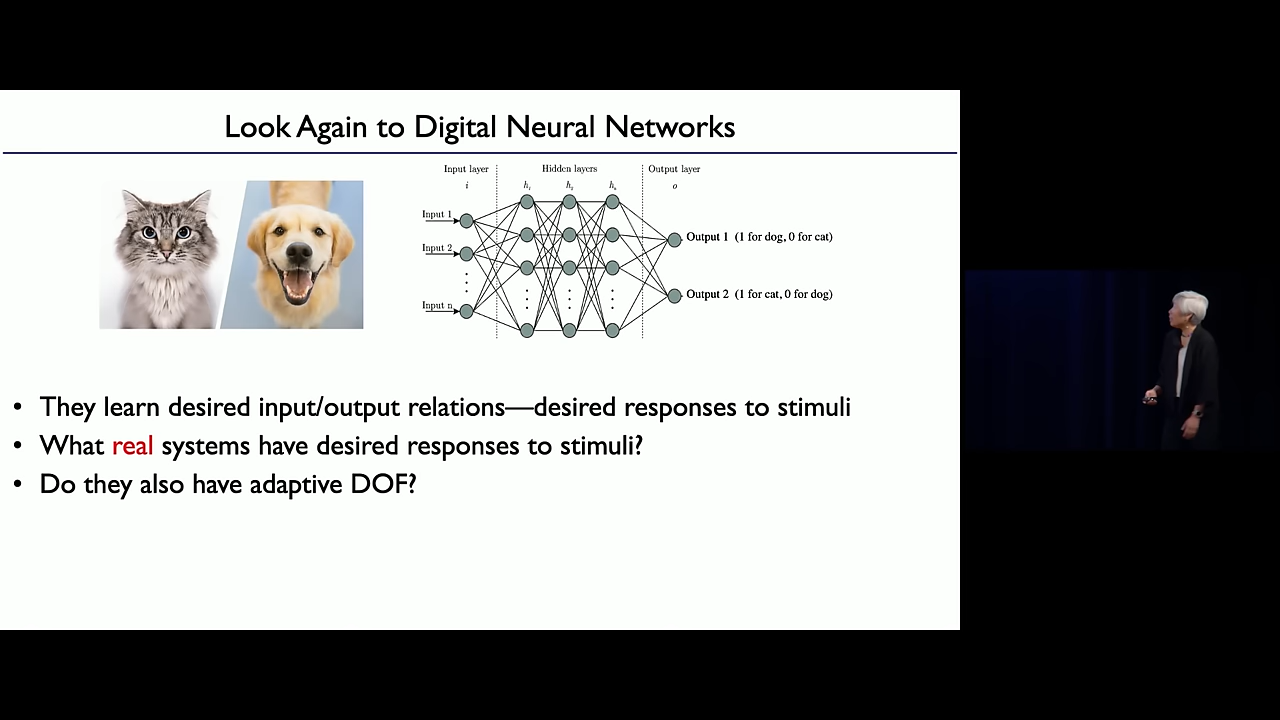 Look Again to Digital Neural Networks
Input layer Hidden layers Output layer
i h₁ h₂ hₙ o
Input 1
Input 2
Input n
Output 1 (1 for dog, 0 for cat)
Output 2 (1 for cat, 0 for dog)
• They learn desired input/output relations—desired responses to stimuli
• What real systems have desired responses to stimuli?
• Do they also have adaptive DOF?